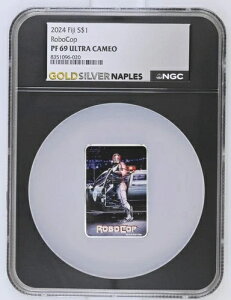 2024 FIJI S$1
RoboCop
PF 69 ULTRA CAMEO
8351096-020
GOLDSILVER NAPLES
NGC
ROBOCOP